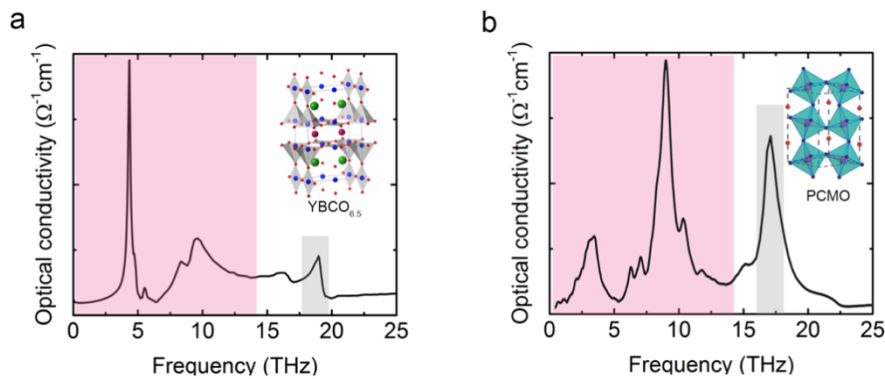 a
Optical conductivity (Ω⁻¹cm⁻¹)
YBCO₆.₅
0 5 10 15 20 25
Frequency (THz)
b
Optical conductivity (Ω⁻¹cm⁻¹)
PCMO
0 5 10 15 20 25
Frequency (THz)